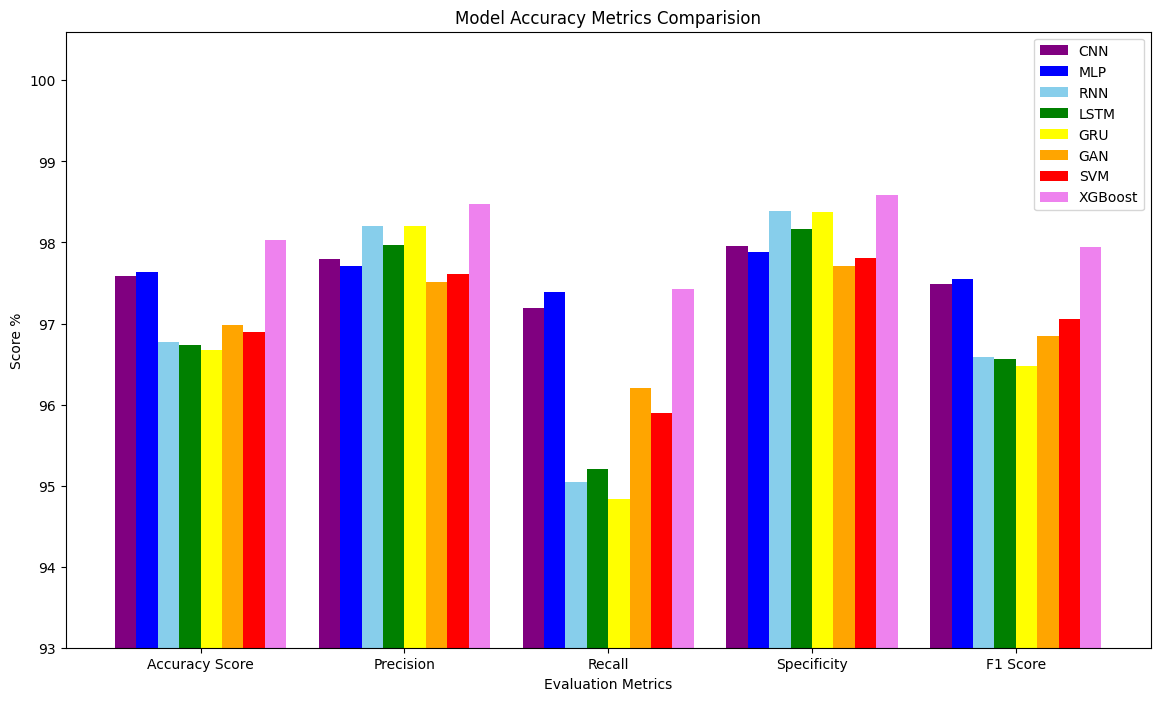 Model Accuracy Metrics Comparision
CNN
MLP
RNN
LSTM
GRU
GAN
SVM
XGBoost
Score %
100
99
98
97
96
95
94
93
Accuracy Score
Precision
Recall
Specificity
F1 Score
Evaluation Metrics